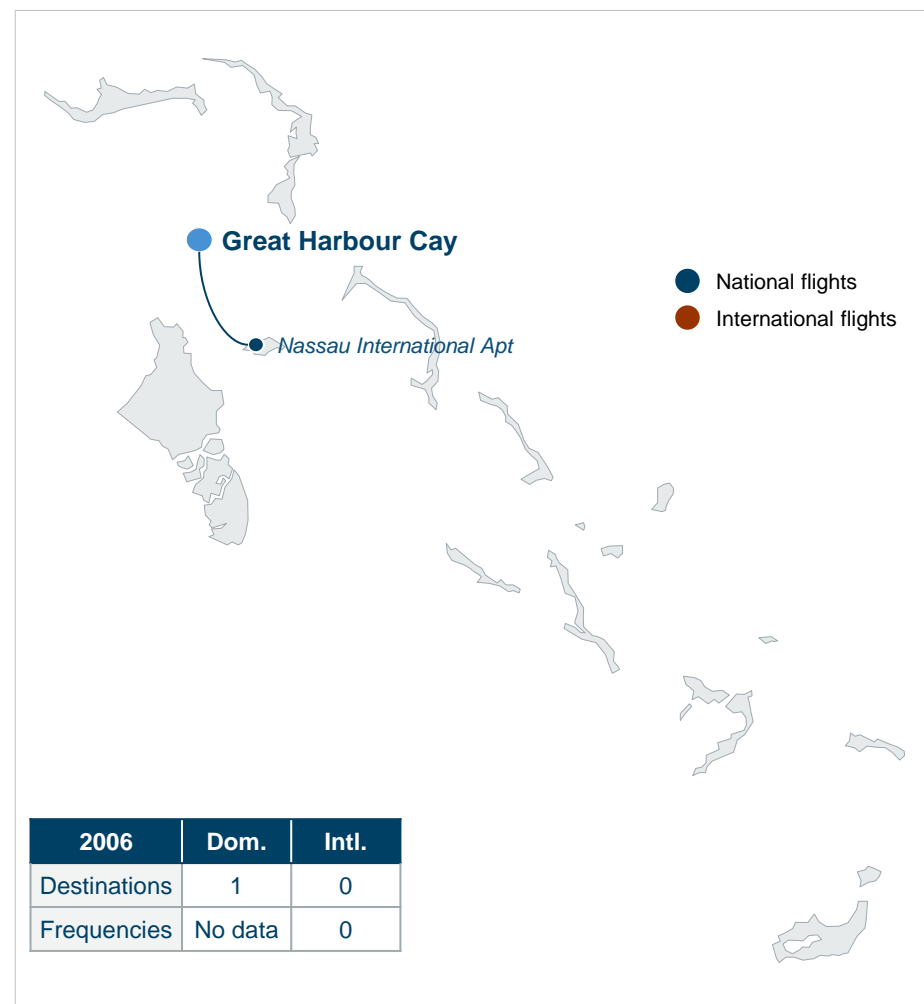 Great Harbour Cay
National flights
International flights
Nassau International Apt
2006 Dom. Intl.
Destinations 1 0
Frequencies No data 0